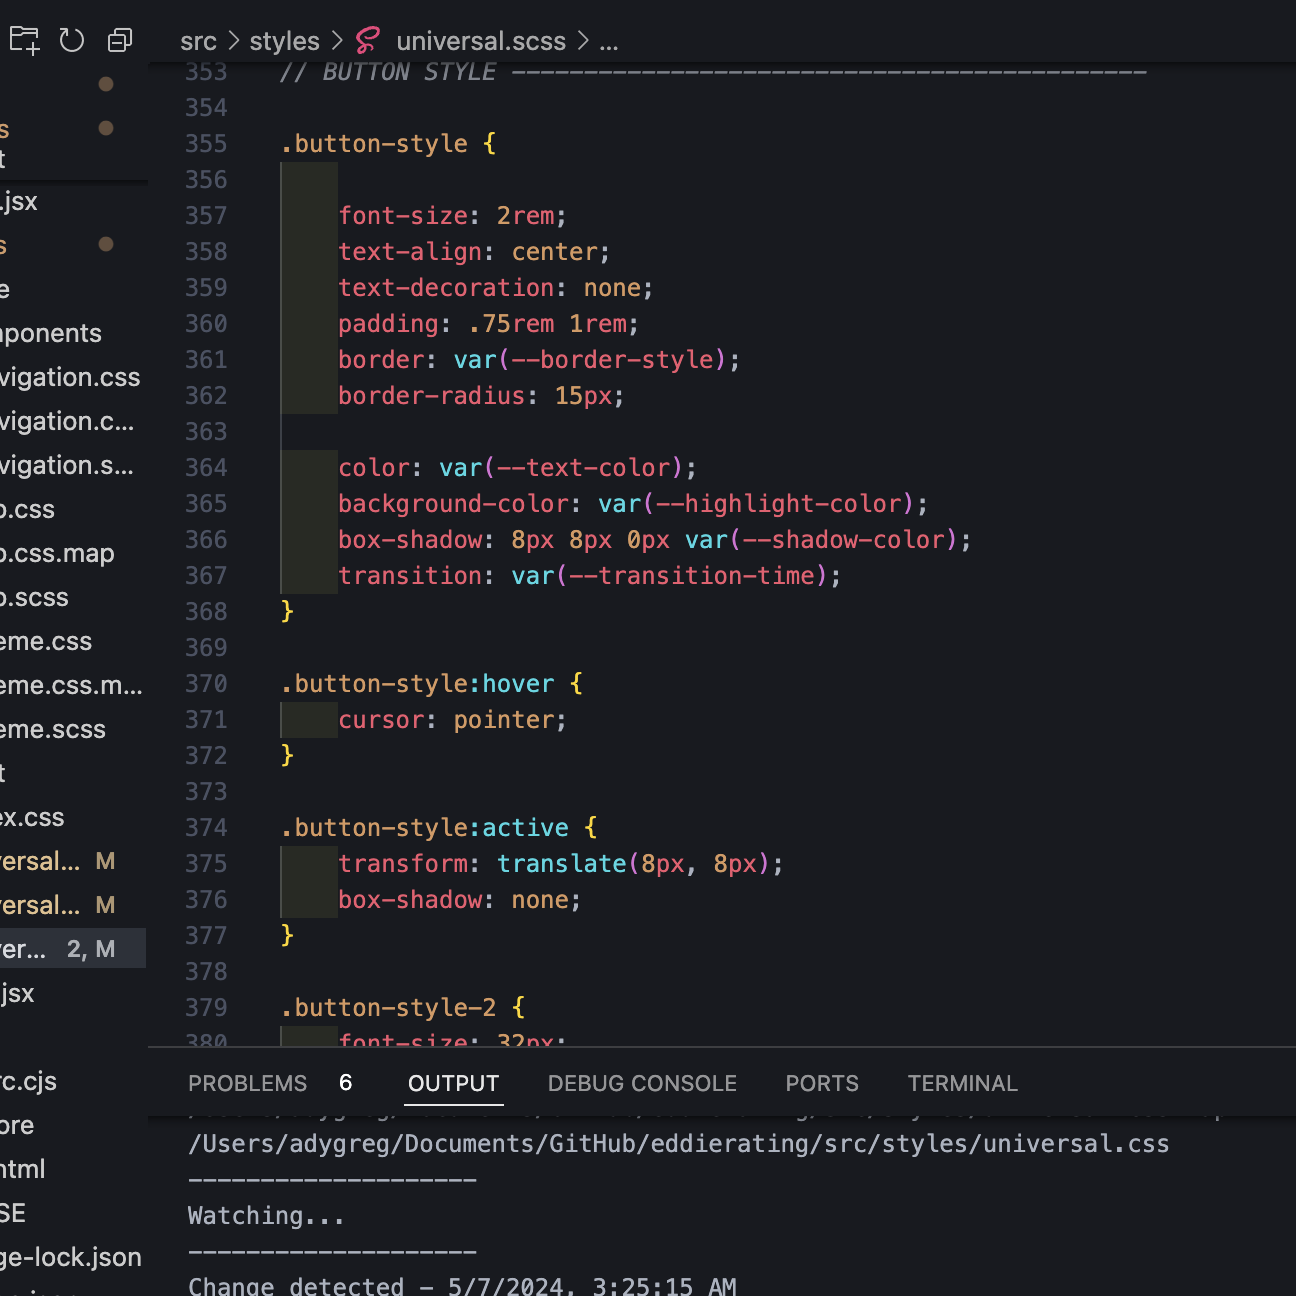 src > styles > universal.scss > ...
353 // BUTTON STYLE --------------------------------------------
354
355 .button-style {
356
357 font-size: 2rem;
358 text-align: center;
359 text-decoration: none;
360 padding: .75rem 1rem;
361 border: var(--border-style);
362 border-radius: 15px;
363
364 color: var(--text-color);
365 background-color: var(--highlight-color);
366 box-shadow: 8px 8px 0px var(--shadow-color);
367 transition: var(--transition-time);
368 }
369
370 .button-style:hover {
371 cursor: pointer;
372 }
373
374 .button-style:active {
375 transform: translate(8px, 8px);
376 box-shadow: none;
377 }
378
379 .button-style-2 {
380 font-size: 32px;
s
t
.jsx
s
e
nponents
vigation.css
vigation.c...
vigation.s...
o.css
o.css.map
o.scss
eme.css
eme.css.m...
eme.scss
t
ex.css
versal... M
versal... M
ver... 2, M
jsx
rc.cjs
ore
html
SE
ge-lock.json
PROBLEMS 6 OUTPUT DEBUG CONSOLE PORTS TERMINAL
/Users/adygreg/Documents/GitHub/eddierating/src/styles/universal.css
--------------------
Watching...
--------------------
Change detected - 5/7/2024, 3:25:15 AM